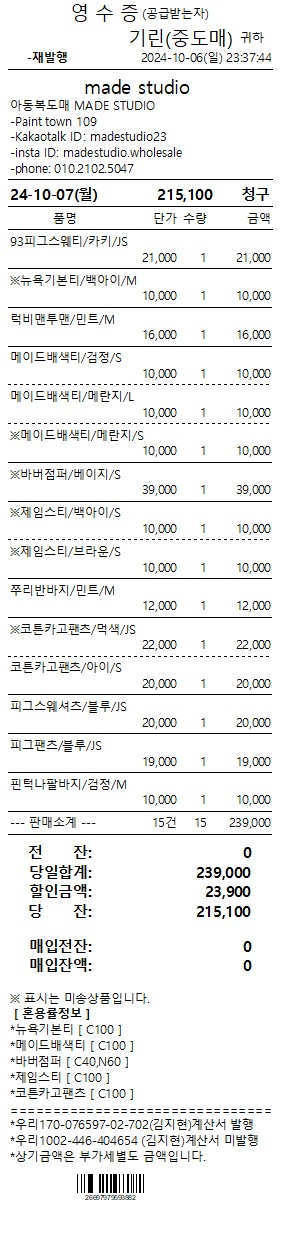 영 수 증 (공급받는자)
기린(중도매) 귀하
-재발행 2024-10-06(일) 23:37:44
made studio
아동복도매 MADE STUDIO
-Paint town 109
-Kakaotalk ID: madestudio23
-insta ID: madestudio.wholesale
-phone: 010.2102.5047
24-10-07(월) 215,100 청구
품명 단가 수량 금액
93피그스웨티/카키/JS
21,000 1 21,000
※뉴욕기본티/백아이/M
10,000 1 10,000
럭비맨투맨/민트/M
16,000 1 16,000
메이드배색티/검정/S
10,000 1 10,000
메이드배색티/메란지/L
10,000 1 10,000
※메이드배색티/메란지/S
10,000 1 10,000
※바버점퍼/베이지/S
39,000 1 39,000
※제임스티/백아이/S
10,000 1 10,000
※제임스티/브라운/S
10,000 1 10,000
쭈리반바지/민트/M
12,000 1 12,000
※코튼카고팬츠/먹색/JS
22,000 1 22,000
코튼카고팬츠/아이/S
20,000 1 20,000
피그스웨셔츠/블루/JS
20,000 1 20,000
피그팬츠/블루/JS
19,000 1 19,000
핀턱나팔바지/검정/M
10,000 1 10,000
--- 판매소계 --- 15건 15 239,000
전 잔: 0
당일합계: 239,000
할인금액: 23,900
당 잔: 215,100
매입전잔: 0
매입잔액: 0
※ 표시는 미송상품입니다.
[ 혼용률정보 ]
*뉴욕기본티 [ C100 ]
*메이드배색티 [ C100 ]
*바버점퍼 [ C40,N60 ]
*제임스티 [ C100 ]
*코튼카고팬츠 [ C100 ]
==============================
*우리170-076597-02-702(김지현)계산서 발행
*우리1002-446-404654 (김지현)계산서 미발행
*상기금액은 부가세별도 금액입니다.